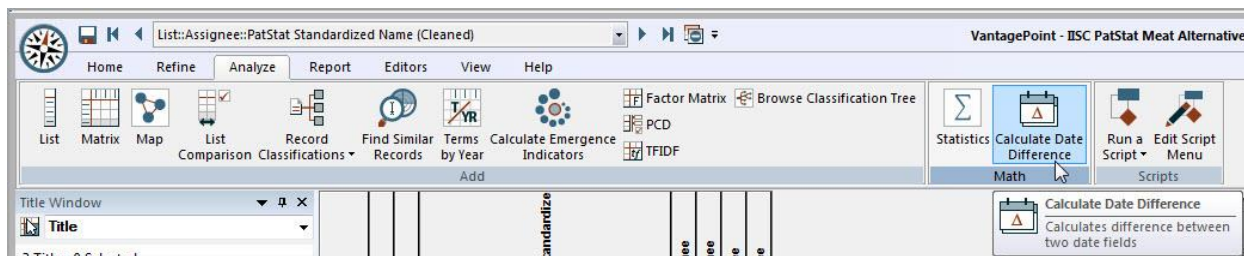 List::Assignee::PatStat Standardized Name (Cleaned)
VantagePoint - IISC PatStat Meat Alternative
Home Refine Analyze Report Editors View Help
List
Matrix
Map
List
Comparison
Record
Classifications
Find Similar
Records
T/YR
Terms
by Year
Calculate Emergence
Indicators
F Factor Matrix
Browse Classification Tree
PCD
tf TFIDF
Σ
Statistics
Δ
Calculate Date
Difference
Run a
Script
Edit Script
Menu
Add
Math
Scripts
Title Window
Title
Δ
Calculate Date Difference
Calculates difference between
two date fields